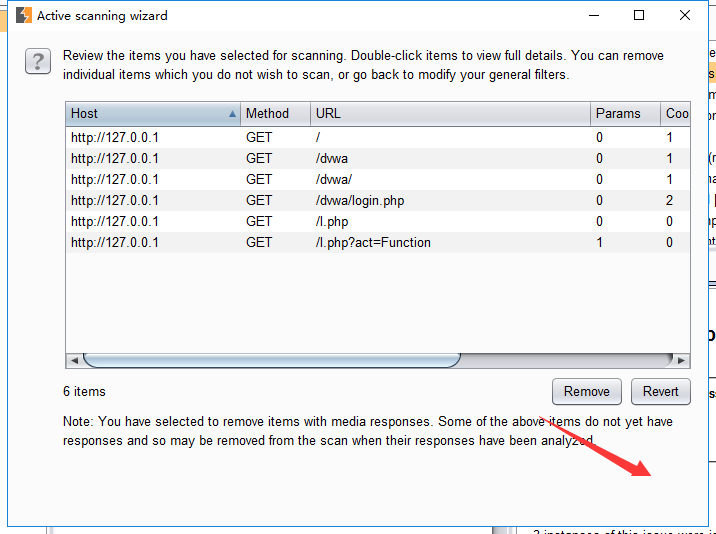 Active scanning wizard
Review the items you have selected for scanning. Double-click items to view full details. You can remove
individual items which you do not wish to scan, or go back to modify your general filters.
Host Method URL Params Coo
http://127.0.0.1 GET / 0 1
http://127.0.0.1 GET /dvwa 0 1
http://127.0.0.1 GET /dvwa/ 0 1
http://127.0.0.1 GET /dvwa/login.php 0 2
http://127.0.0.1 GET /l.php 0 0
http://127.0.0.1 GET /l.php?act=Function 1 0
6 items
Remove Revert
Note: You have selected to remove items with media responses. Some of the above items do not yet have
responses and so may be removed from the scan when their responses have been analyzed.